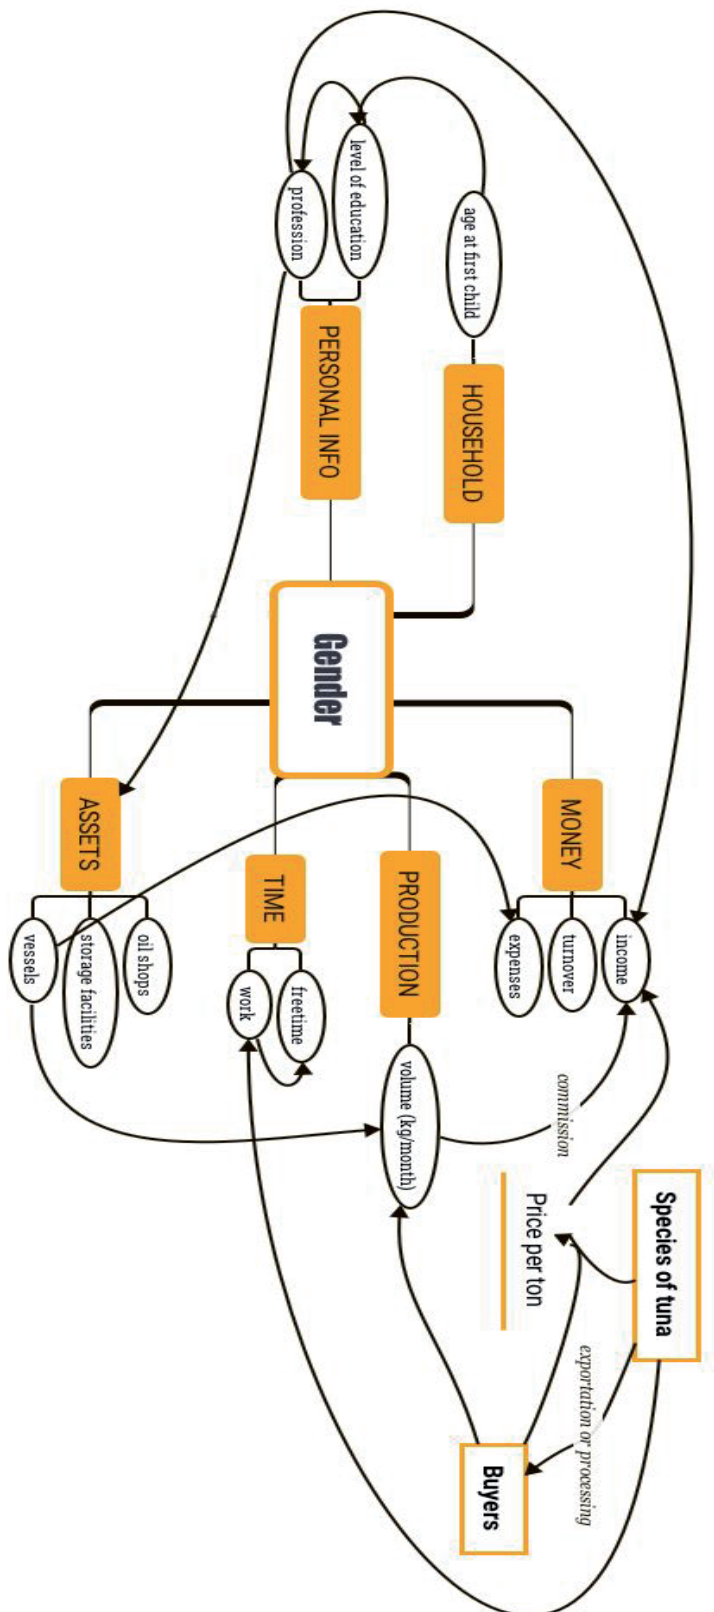 age at first child
HOUSEHOLD
level of education
profession
PERSONAL INFO
Gender
MONEY
income
turnover
expenses
PRODUCTION
volume (kg/month)
TIME
freetime
work
ASSETS
oil shops
storage facilities
vessels
commission
Species of tuna
Price per ton
exportation or processing
Buyers